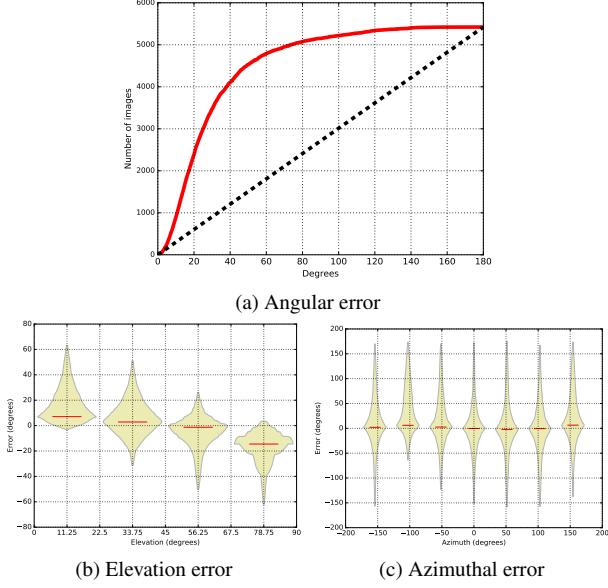 6000
5000
4000
3000
2000
1000
0
Number of images
0 20 40 60 80 100 120 140 160 180
Degrees
(a) Angular error
80
60
40
20
0
−20
−40
−60
−80
Error (degrees)
0 11.25 22.5 33.75 45 56.25 67.5 78.75 90
Elevation (degrees)
(b) Elevation error
200
150
100
50
0
−50
−100
−150
−200
Error (degrees)
−200 −150 −100 −50 0 50 100 150 200
Azimuth (degrees)
(c) Azimuthal error